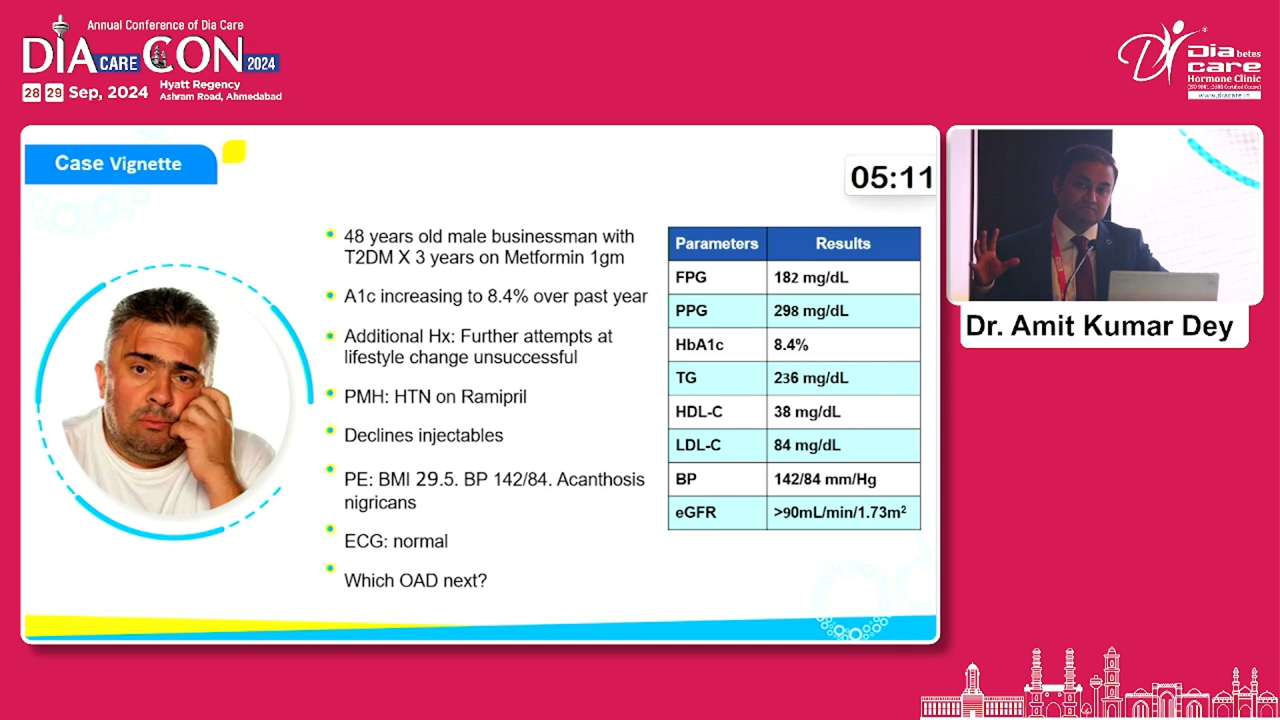 Annual Conference of Dia Care
DIA CARE CON 2024
28 29 Sep, 2024
Hyatt Regency
Ashram Road, Ahmedabad
Dia betes
care
Hormone Clinic
www.diacare.in
Case Vignette
05:11
48 years old male businessman with
T2DM X 3 years on Metformin 1gm
A1c increasing to 8.4% over past year
Additional Hx: Further attempts at
lifestyle change unsuccessful
PMH: HTN on Ramipril
Declines injectables
PE: BMI 29.5. BP 142/84. Acanthosis
nigricans
ECG: normal
Which OAD next?
Parameters Results
FPG 182 mg/dL
PPG 298 mg/dL
HbA1c 8.4%
TG 236 mg/dL
HDL-C 38 mg/dL
LDL-C 84 mg/dL
BP 142/84 mm/Hg
eGFR >90mL/min/1.73m²
Dr. Amit Kumar Dey